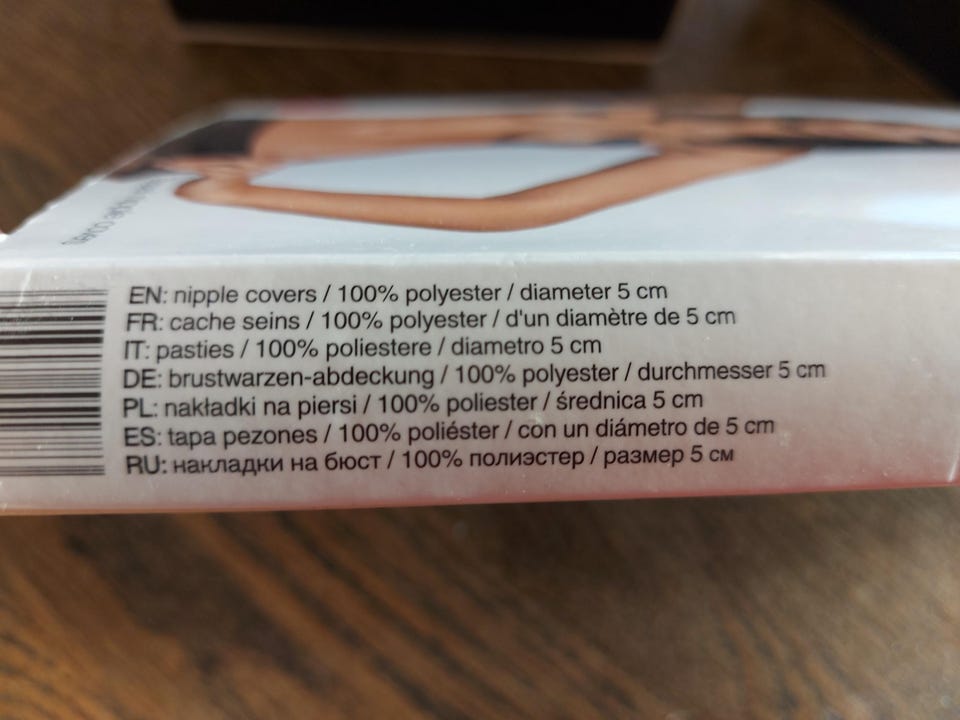 EN: nipple covers / 100% polyester / diameter 5 cm
FR: cache seins / 100% polyester / d'un diamètre de 5 cm
IT: pasties / 100% poliestere / diametro 5 cm
DE: brustwarzen-abdeckung / 100% polyester / durchmesser 5 cm
PL: nakładki na piersi / 100% poliester / średnica 5 cm
ES: tapa pezones / 100% poliéster / con un diámetro de 5 cm
RU: накладки на бюст / 100% полиэстер / размер 5 см